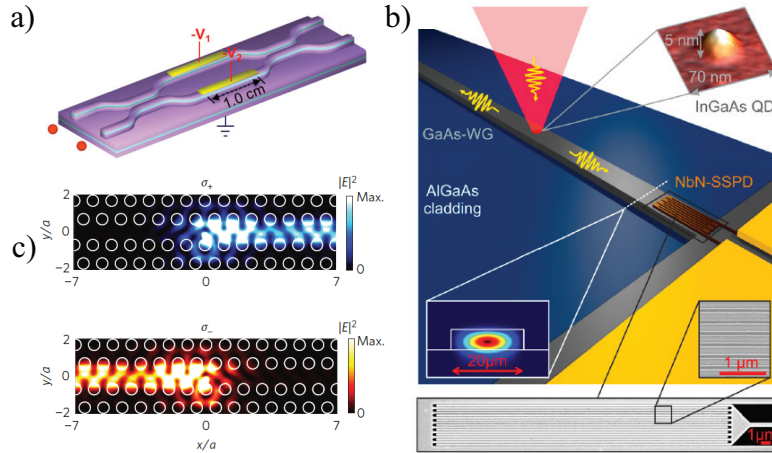 a)
-V1
-V2
1.0 cm
b)
5 nm
70 nm
InGaAs QD
GaAs-WG
NbN-SSPD
AlGaAs
cladding
20μm
1 μm
1μm
c)
σ+
|E|²
Max.
0
y/a
2
0
−2
−7
0
7
σ−
|E|²
Max.
0
y/a
2
0
−2
−7
0
7
x/a